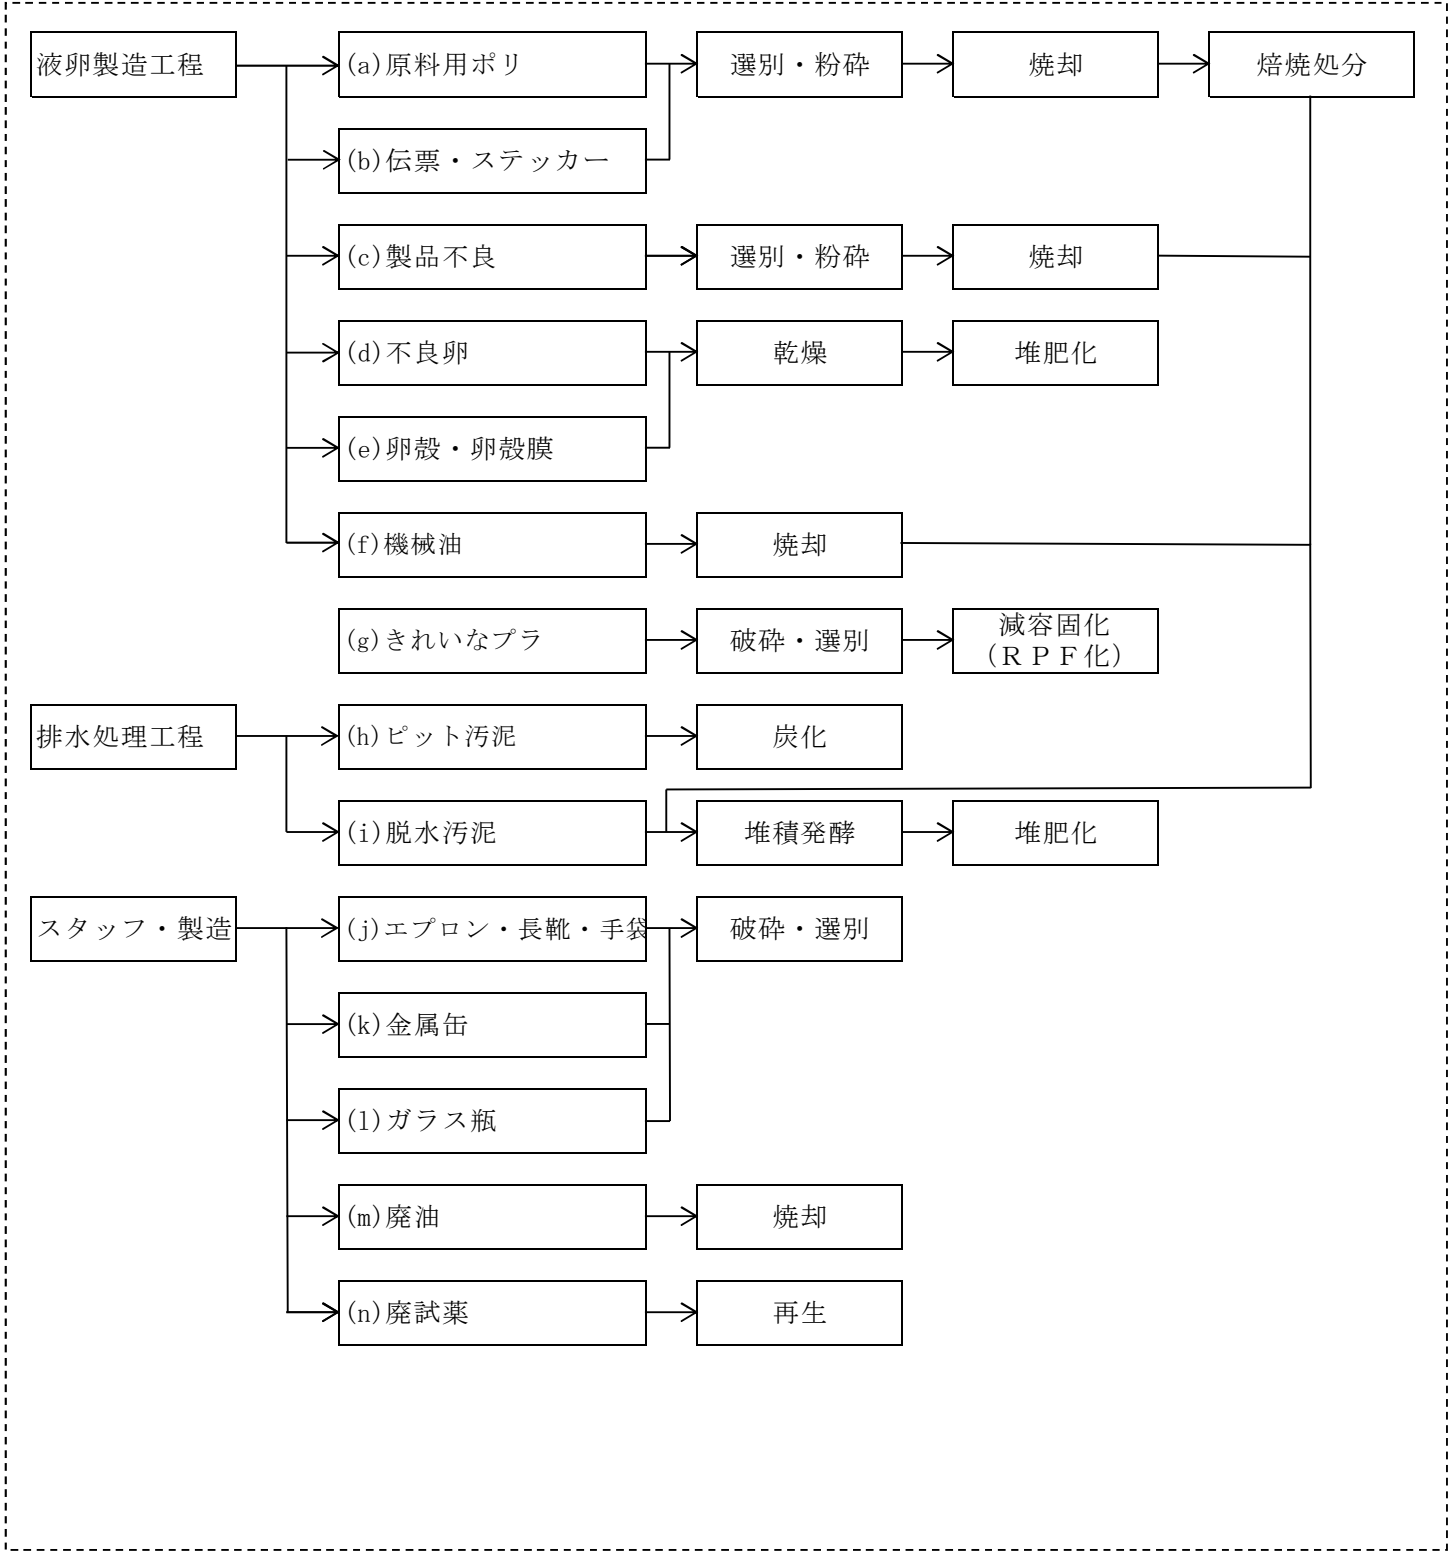 液卵製造工程
(a)原料用ポリ
選別・粉砕
焼却
焙焼処分
(b)伝票・ステッカー
(c)製品不良
選別・粉砕
焼却
(d)不良卵
乾燥
堆肥化
(e)卵殻・卵殻膜
(f)機械油
焼却
(g)きれいなプラ
破砕・選別
減容固化
（ＲＰＦ化）
排水処理工程
(h)ピット汚泥
炭化
(i)脱水汚泥
堆積発酵
堆肥化
スタッフ・製造
(j)エプロン・長靴・手袋
破砕・選別
(k)金属缶
(l)ガラス瓶
(m)廃油
焼却
(n)廃試薬
再生